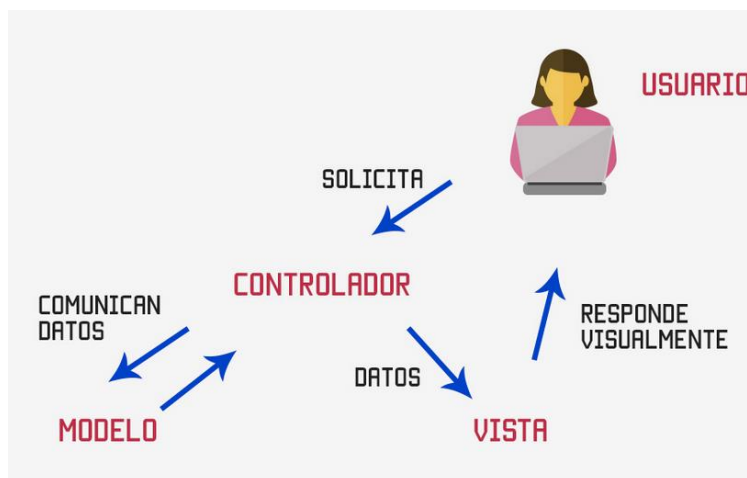 USUARIO
SOLICITA
CONTROLADOR
COMUNICAN
DATOS
RESPONDE
VISUALMENTE
DATOS
MODELO
VISTA